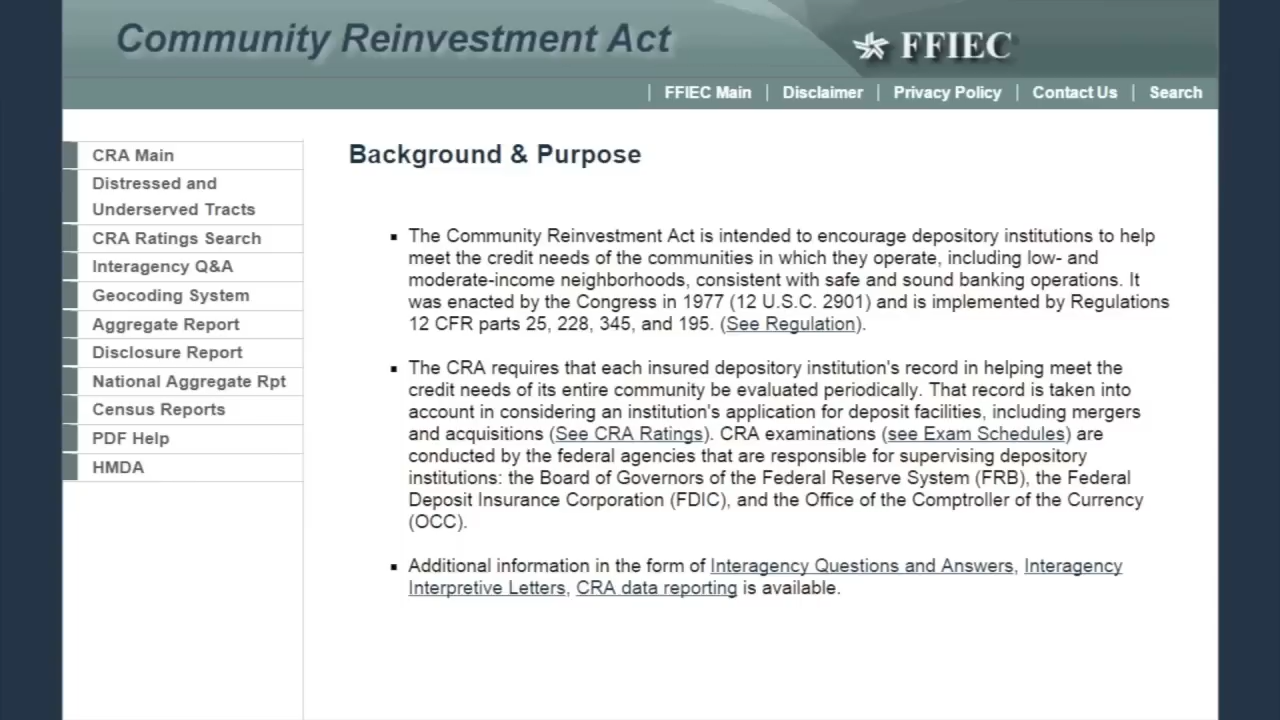 Community Reinvestment Act
FFIEC
| FFIEC Main | Disclaimer | Privacy Policy | Contact Us | Search
CRA Main
Distressed and
Underserved Tracts
CRA Ratings Search
Interagency Q&A
Geocoding System
Aggregate Report
Disclosure Report
National Aggregate Rpt
Census Reports
PDF Help
HMDA
Background & Purpose
▪ The Community Reinvestment Act is intended to encourage depository institutions to help
meet the credit needs of the communities in which they operate, including low- and
moderate-income neighborhoods, consistent with safe and sound banking operations. It
was enacted by the Congress in 1977 (12 U.S.C. 2901) and is implemented by Regulations
12 CFR parts 25, 228, 345, and 195. (See Regulation).
▪ The CRA requires that each insured depository institution's record in helping meet the
credit needs of its entire community be evaluated periodically. That record is taken into
account in considering an institution's application for deposit facilities, including mergers
and acquisitions (See CRA Ratings). CRA examinations (see Exam Schedules) are
conducted by the federal agencies that are responsible for supervising depository
institutions: the Board of Governors of the Federal Reserve System (FRB), the Federal
Deposit Insurance Corporation (FDIC), and the Office of the Comptroller of the Currency
(OCC).
▪ Additional information in the form of Interagency Questions and Answers, Interagency
Interpretive Letters, CRA data reporting is available.